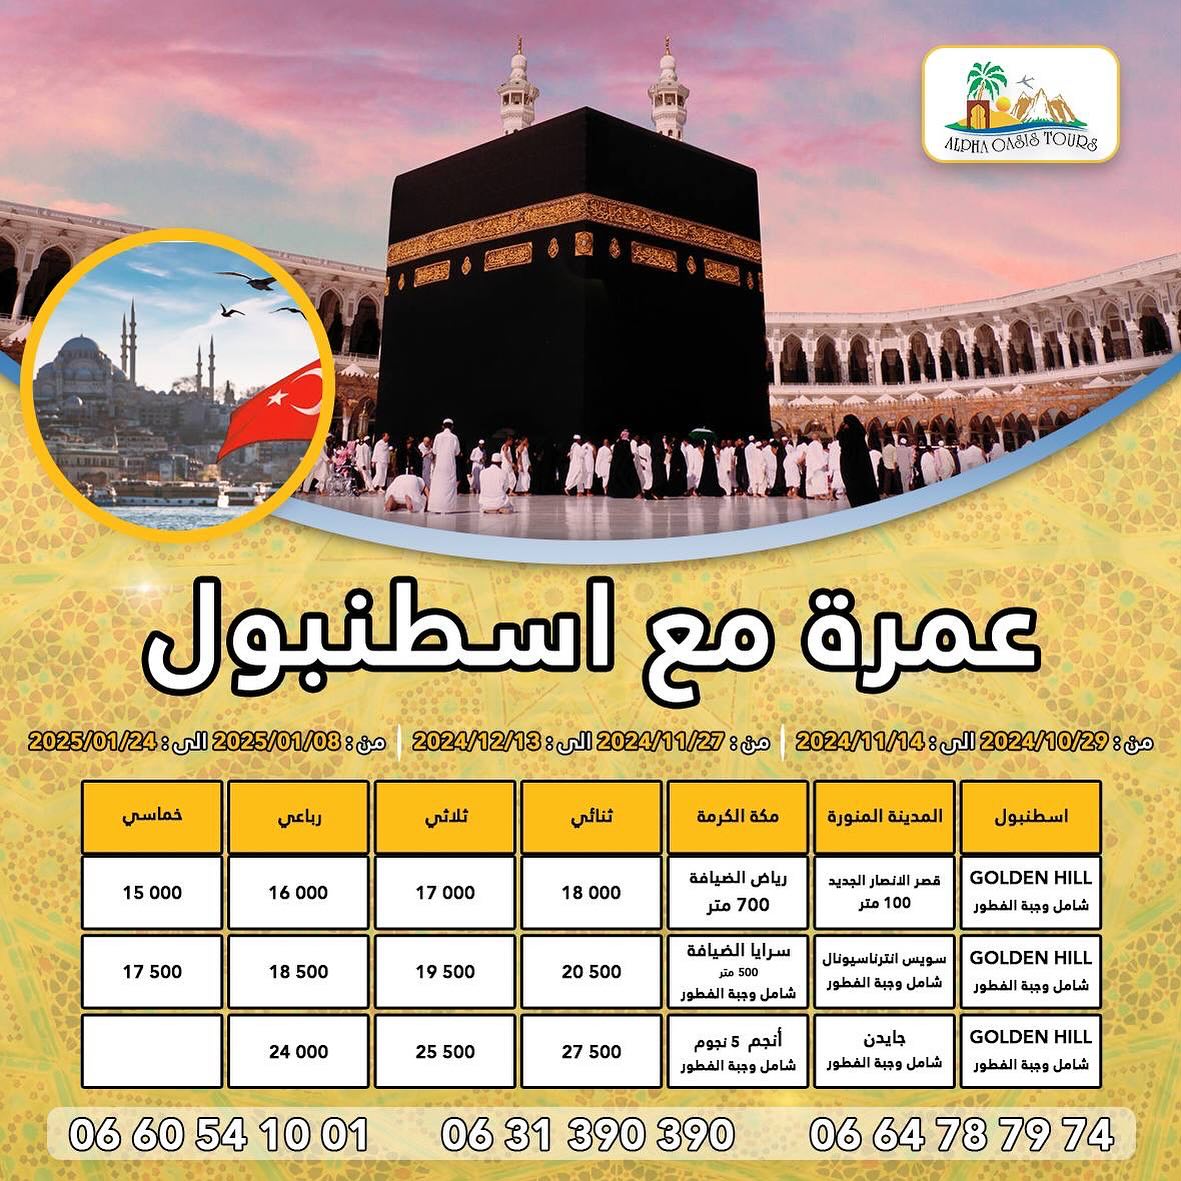 ALPHA OASIS TOURS
عمرة مع اسطنبول
من : 2024/10/29 الى : 2024/11/14 | من : 2024/11/27 الى : 2024/12/13 | من : 2025/01/08 الى : 2025/01/24
اسطنبول
المدينة المنورة
مكة الكرمة
ثنائي
ثلاثي
رباعي
خماسي
GOLDEN HILL
شامل وجبة الفطور
قصر الانصار الجديد
100 متر
رياض الضيافة
700 متر
18 000
17 000
16 000
15 000
GOLDEN HILL
شامل وجبة الفطور
سويس انترناسيونال
شامل وجبة الفطور
سرايا الضيافة
500 متر
شامل وجبة الفطور
20 500
19 500
18 500
17 500
GOLDEN HILL
شامل وجبة الفطور
جايدن
شامل وجبة الفطور
أنجم 5 نجوم
شامل وجبة الفطور
27 500
25 500
24 000
06 60 54 10 01 06 31 390 390 06 64 78 79 74